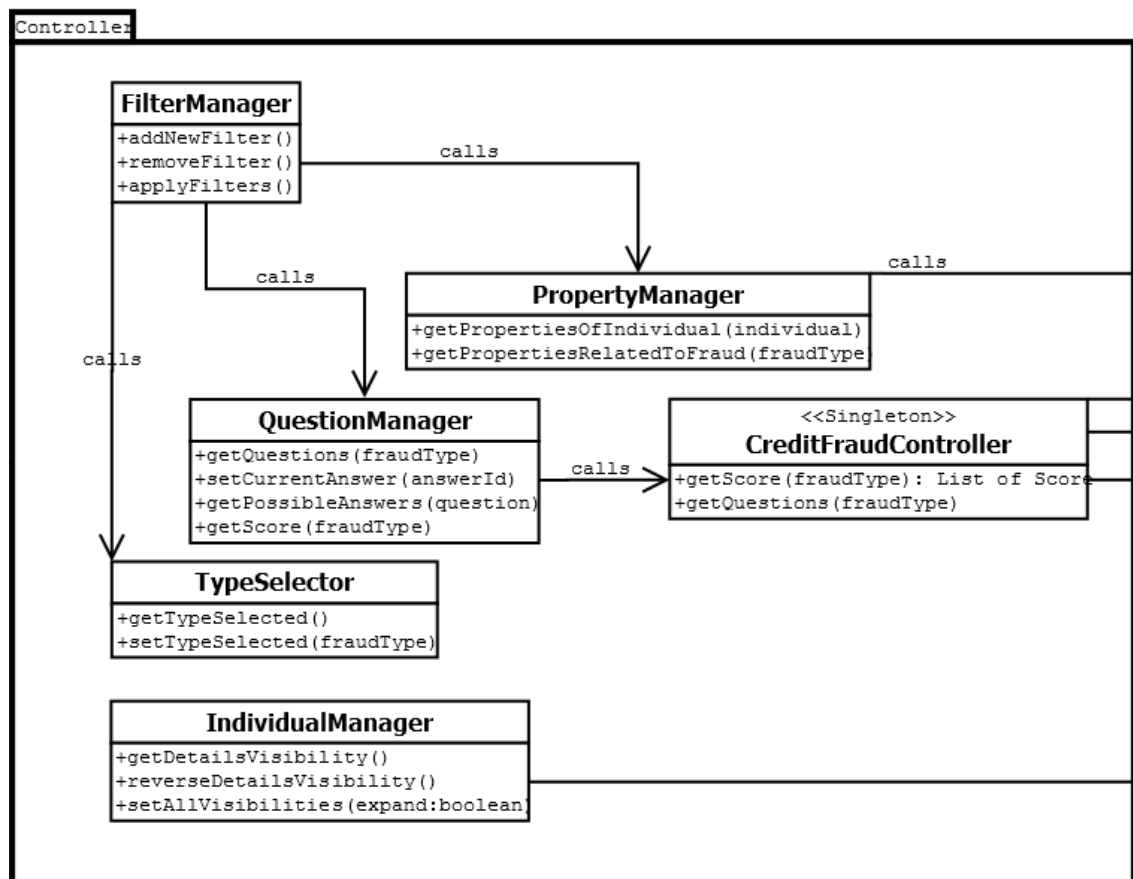 Controller
FilterManager
+addNewFilter()
+removeFilter()
+applyFilters()
calls
calls
calls
calls
PropertyManager
+getPropertiesOfIndividual(individual)
+getPropertiesRelatedToFraud(fraudType)
QuestionManager
+getQuestions(fraudType)
+setCurrentAnswer(answerId)
+getPossibleAnswers(question)
+getScore(fraudType)
calls
<<Singleton>>
CreditFraudController
+getScore(fraudType): List of Score
+getQuestions(fraudType)
TypeSelector
+getTypeSelected()
+setTypeSelected(fraudType)
IndividualManager
+getDetailsVisibility()
+reverseDetailsVisibility()
+setAllVisibilities(expand:boolean)